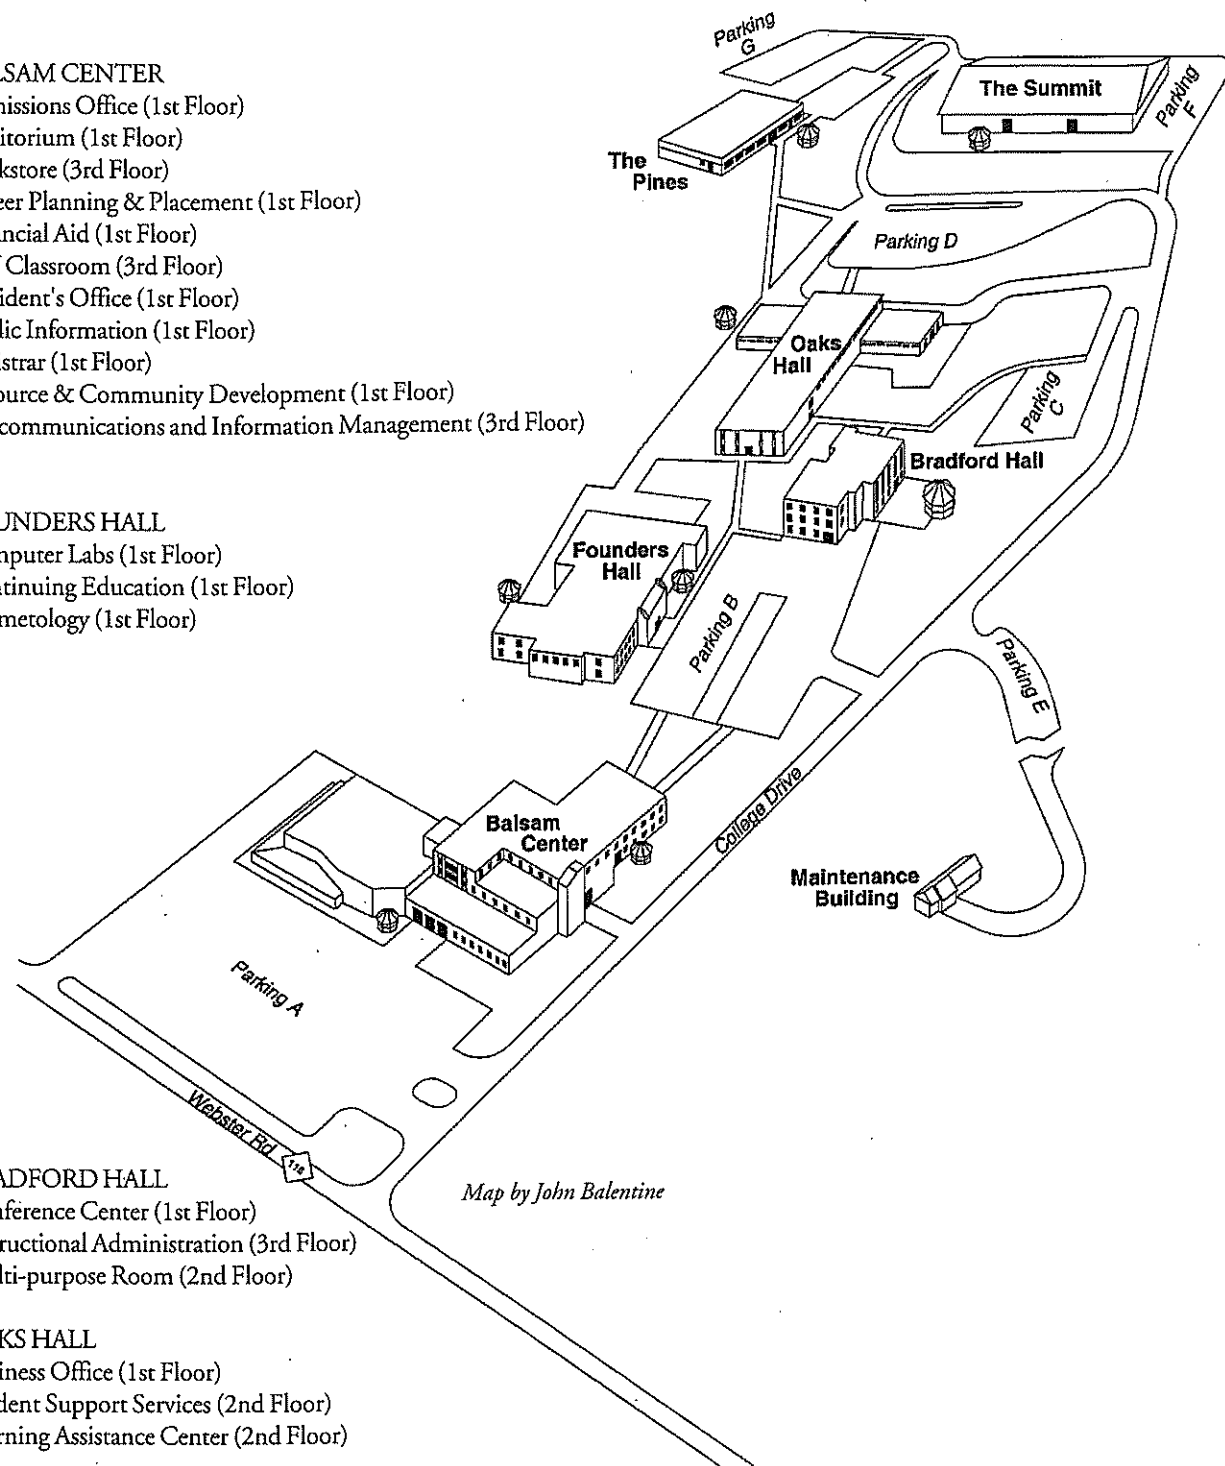 LSAM CENTER
nissions Office (1st Floor)
litorium (1st Floor)
kstore (3rd Floor)
eer Planning & Placement (1st Floor)
ancial Aid (1st Floor)
Classroom (3rd Floor)
ident's Office (1st Floor)
lic Information (1st Floor)
istrar (1st Floor)
ource & Community Development (1st Floor)
communications and Information Management (3rd Floor)
UNDERS HALL
nputer Labs (1st Floor)
tinuing Education (1st Floor)
metology (1st Floor)
ADFORD HALL
ference Center (1st Floor)
ructional Administration (3rd Floor)
lti-purpose Room (2nd Floor)
KS HALL
iness Office (1st Floor)
dent Support Services (2nd Floor)
rning Assistance Center (2nd Floor)
Parking
G
The Summit
Parking
F
The
Pines
Parking D
Oaks
Hall
Parking
C
Bradford Hall
Founders
Hall
Parking B
Parking E
College Drive
Balsam
Center
Maintenance
Building
Parking A
Webster Rd
116
Map by John Balentine